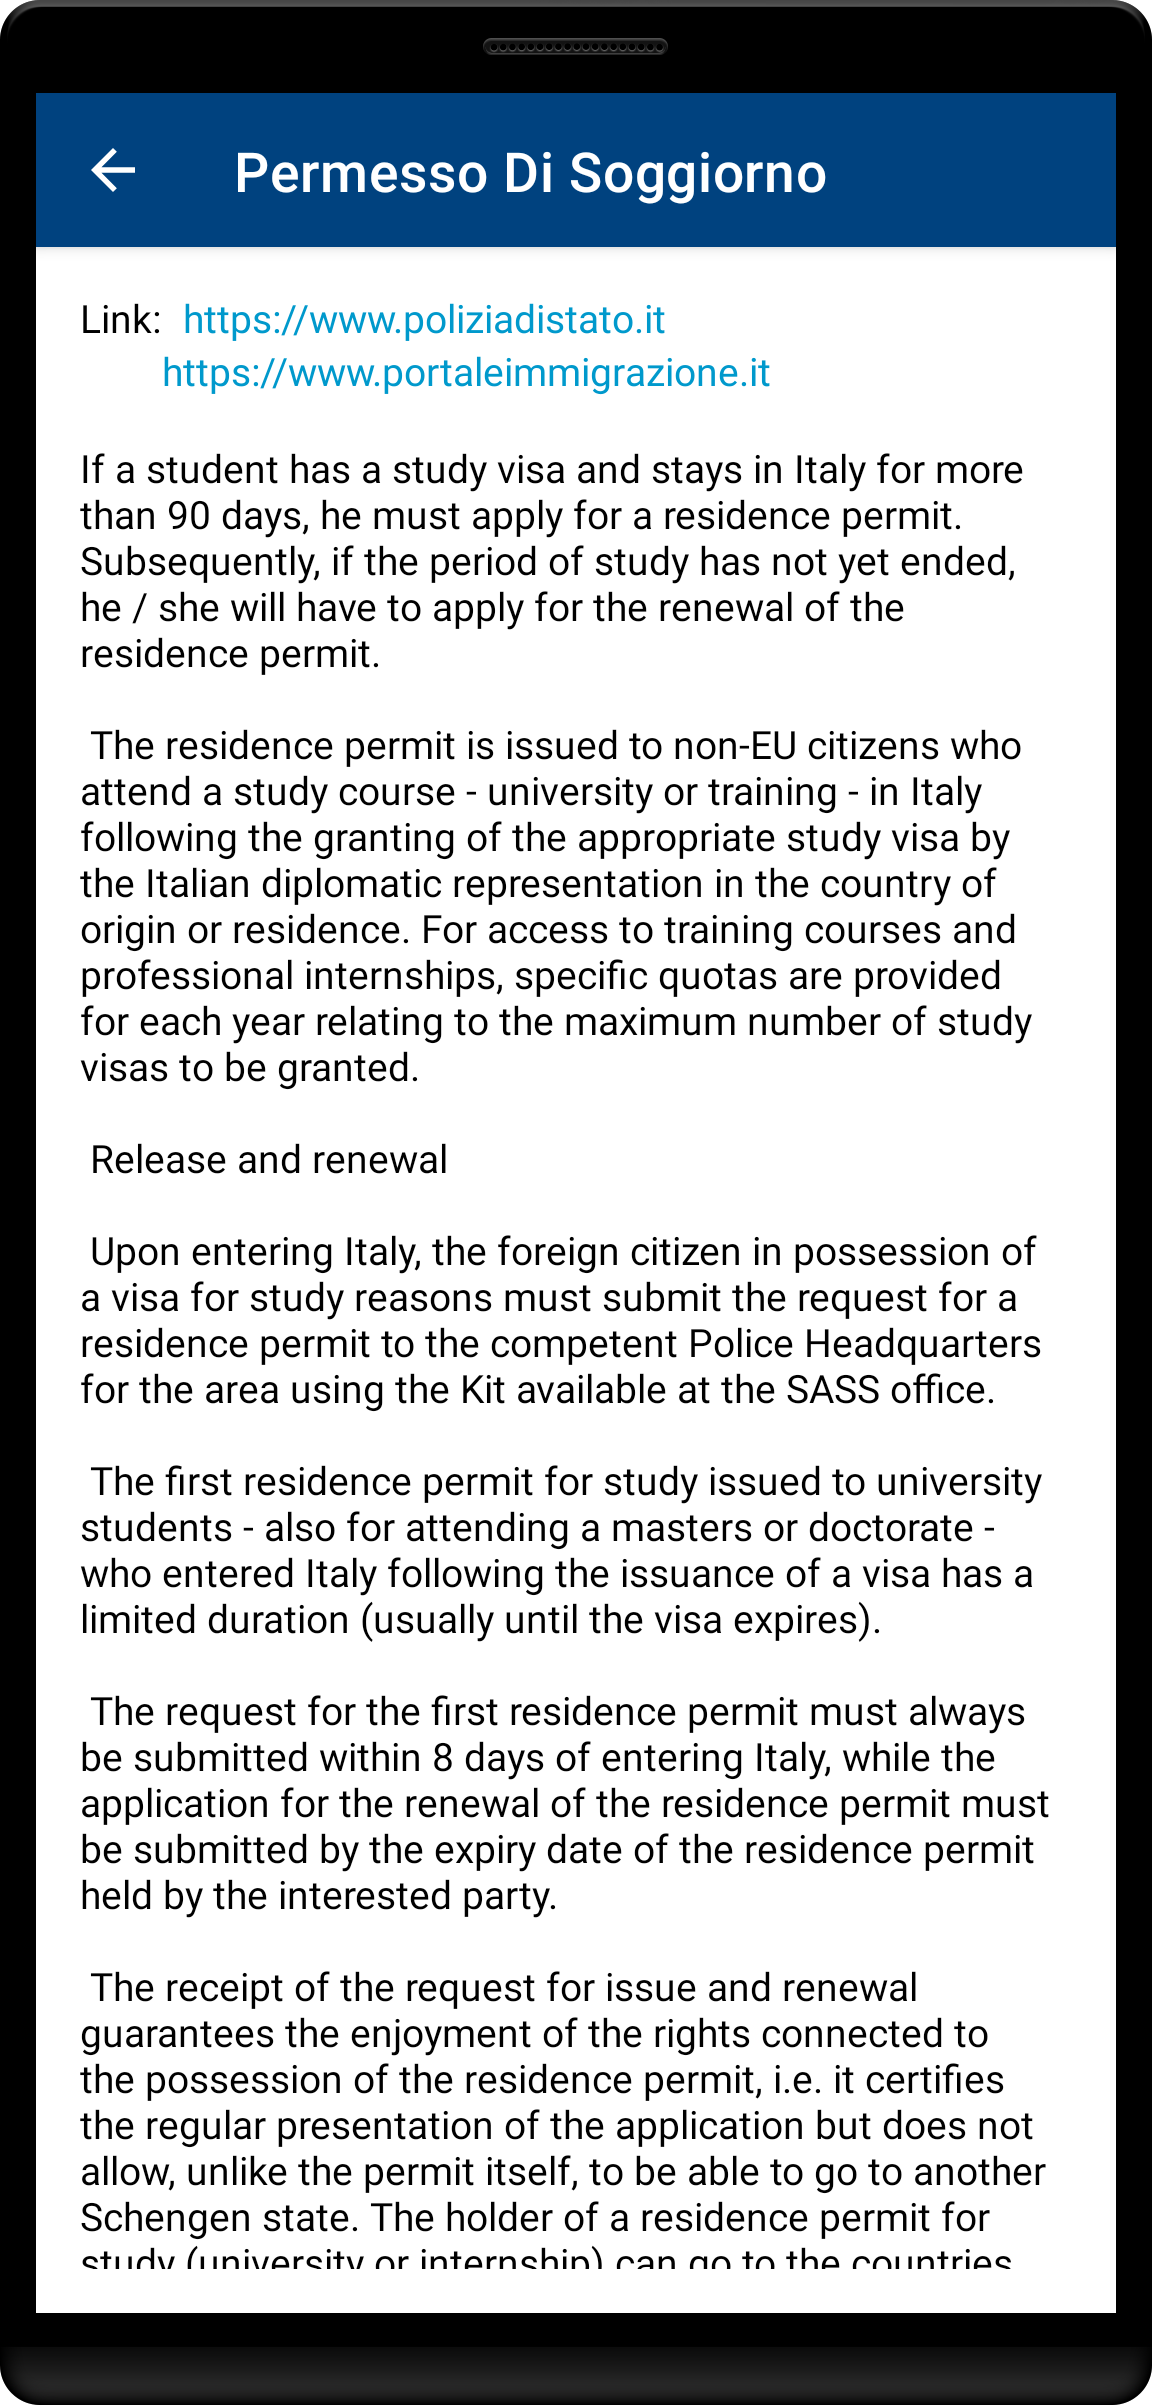 Permesso Di Soggiorno
Link: https://www.poliziadistato.it
https://www.portaleimmigrazione.it
If a student has a study visa and stays in Italy for more
than 90 days, he must apply for a residence permit.
Subsequently, if the period of study has not yet ended,
he / she will have to apply for the renewal of the
residence permit.
The residence permit is issued to non-EU citizens who
attend a study course - university or training - in Italy
following the granting of the appropriate study visa by
the Italian diplomatic representation in the country of
origin or residence. For access to training courses and
professional internships, specific quotas are provided
for each year relating to the maximum number of study
visas to be granted.
Release and renewal
Upon entering Italy, the foreign citizen in possession of
a visa for study reasons must submit the request for a
residence permit to the competent Police Headquarters
for the area using the Kit available at the SASS office.
The first residence permit for study issued to university
students - also for attending a masters or doctorate -
who entered Italy following the issuance of a visa has a
limited duration (usually until the visa expires).
The request for the first residence permit must always
be submitted within 8 days of entering Italy, while the
application for the renewal of the residence permit must
be submitted by the expiry date of the residence permit
held by the interested party.
The receipt of the request for issue and renewal
guarantees the enjoyment of the rights connected to
the possession of the residence permit, i.e. it certifies
the regular presentation of the application but does not
allow, unlike the permit itself, to be able to go to another
Schengen state. The holder of a residence permit for
study (university or internship) can go to the countries